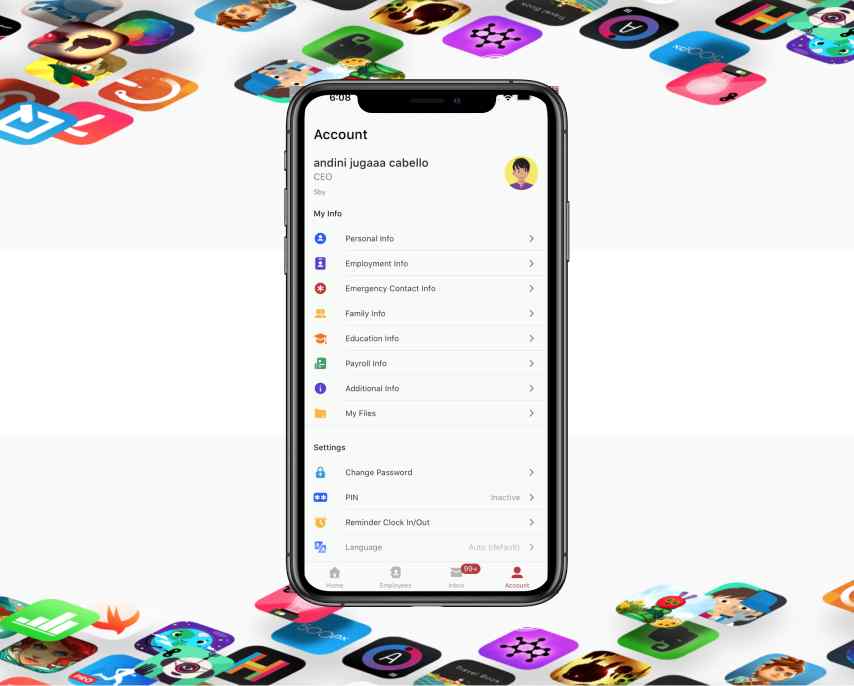 Travel Book
500px
6:08
Account
andini jugaaa cabello
CEO
Sby
My Info
Personal Info
Employment Info
Emergency Contact Info
Family Info
Education Info
Payroll Info
Additional Info
My Files
Settings
Change Password
PIN
Inactive
Reminder Clock In/Out
Language
Auto (default)
99+
Home
Employees
Inbox
Account
500px
PRO
Travel Book